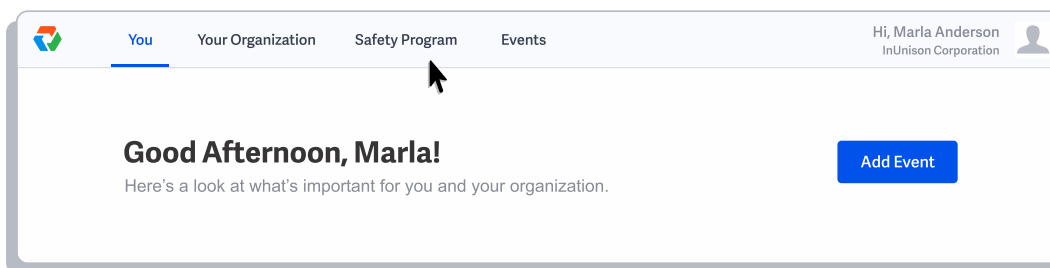 You Your Organization Safety Program Events
Hi, Marla Anderson
InUnison Corporation
Good Afternoon, Marla!
Here's a look at what's important for you and your organization.
Add Event